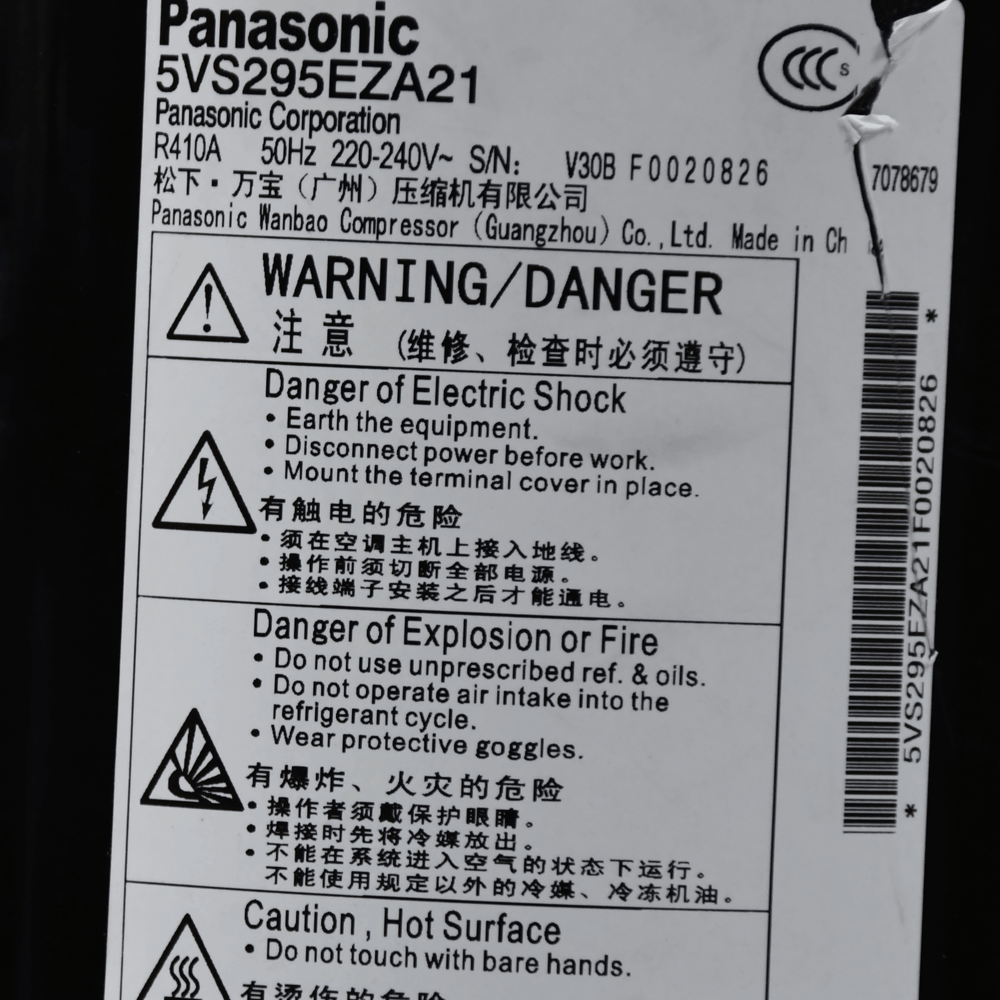 Panasonic
5VS295EZA21
Panasonic Corporation
R410A 50Hz 220-240V~ S/N: V30B F0020826
CCC S
7078679
松下·万宝（广州）压缩机有限公司
Panasonic Wanbao Compressor (Guangzhou) Co.,Ltd. Made in Ch
WARNING/DANGER
注意 (维修、检查时必须遵守)
Danger of Electric Shock
• Earth the equipment.
• Disconnect power before work.
• Mount the terminal cover in place.
有触电的危险
• 须在空调主机上接入地线。
• 操作前须切断全部电源。
• 接线端子安装之后才能通电。
Danger of Explosion or Fire
• Do not use unprescribed ref. & oils.
• Do not operate air intake into the
refrigerant cycle.
• Wear protective goggles.
有爆炸、火灾的危险
• 操作者须戴保护眼睛。
• 焊接时先将冷媒放出。
• 不能在系统进入空气的状态下运行。
不能使用规定以外的冷媒、冷冻机油。
Caution , Hot Surface
• Do not touch with bare hands.
有烫伤的危险
* 5VS295EZA21F0020826 *